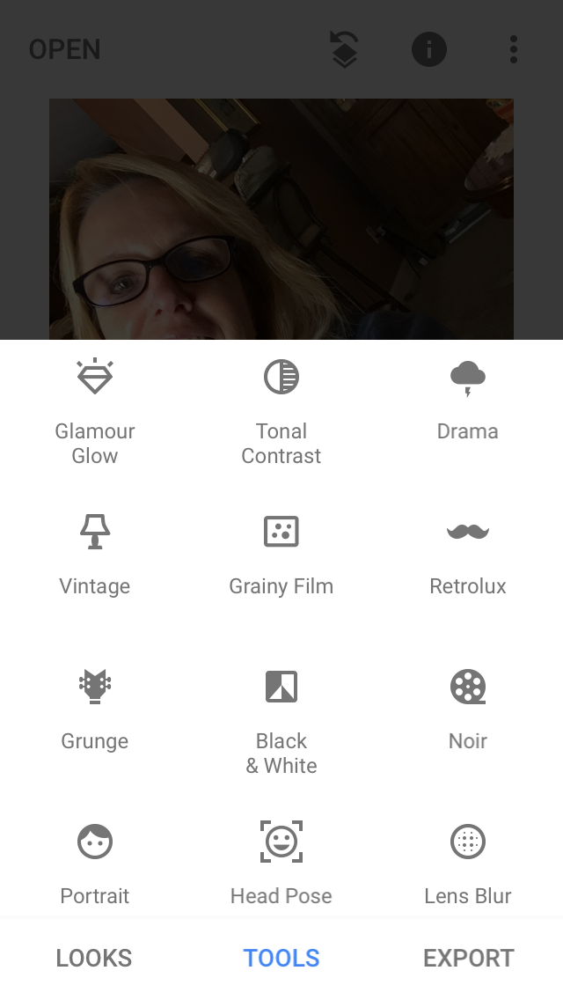 OPEN
Glamour
Glow
Tonal
Contrast
Drama
Vintage
Grainy Film
Retrolux
Grunge
Black
& White
Noir
Portrait
Head Pose
Lens Blur
LOOKS
TOOLS
EXPORT